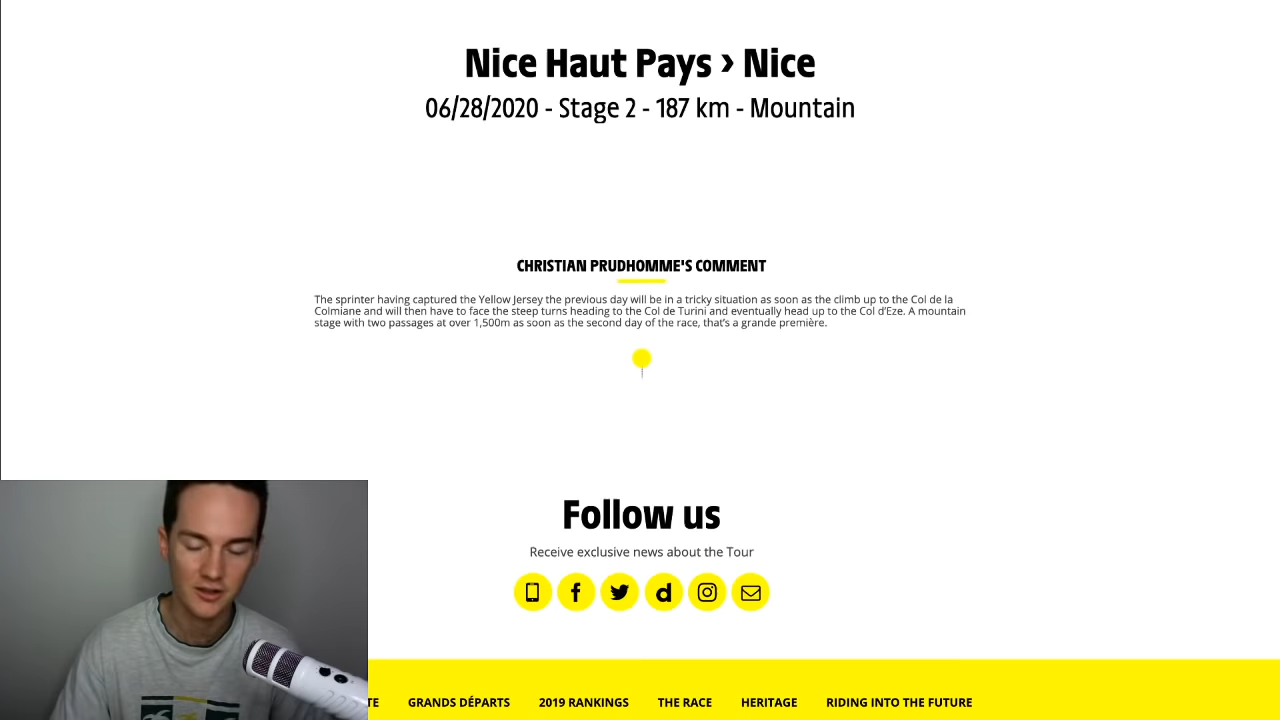 Nice Haut Pays › Nice
06/28/2020 - Stage 2 - 187 km - Mountain
CHRISTIAN PRUDHOMME'S COMMENT
The sprinter having captured the Yellow Jersey the previous day will be in a tricky situation as soon as the climb up to the Col de la
Colmiane and will then have to face the steep turns heading to the Col de Turini and eventually head up to the Col d'Eze. A mountain
stage with two passages at over 1,500m as soon as the second day of the race, that's a grande première.
Follow us
Receive exclusive news about the Tour
GRANDS DÉPARTS 2019 RANKINGS THE RACE HERITAGE RIDING INTO THE FUTURE